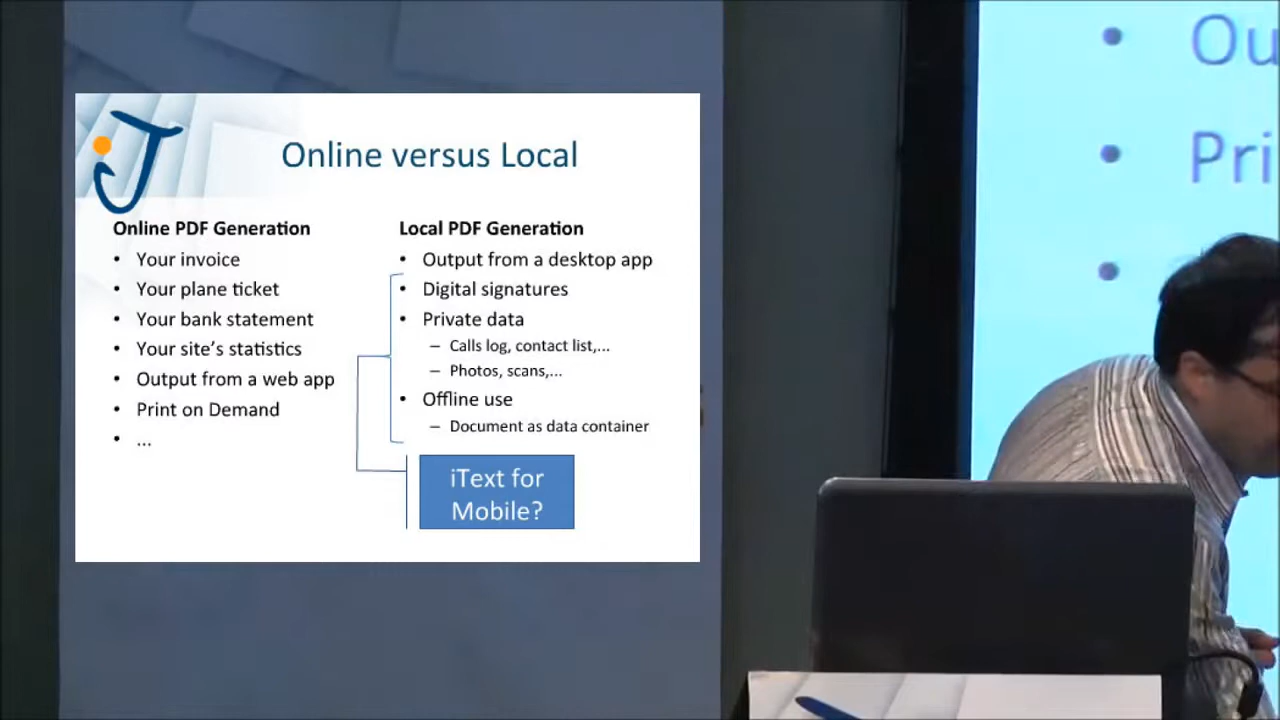 iT
Online versus Local
Online PDF Generation
• Your invoice
• Your plane ticket
• Your bank statement
• Your site's statistics
• Output from a web app
• Print on Demand
• ...
Local PDF Generation
• Output from a desktop app
• Digital signatures
• Private data
– Calls log, contact list,...
– Photos, scans,...
• Offline use
– Document as data container
iText for
Mobile?
• Ou
• Pri
•